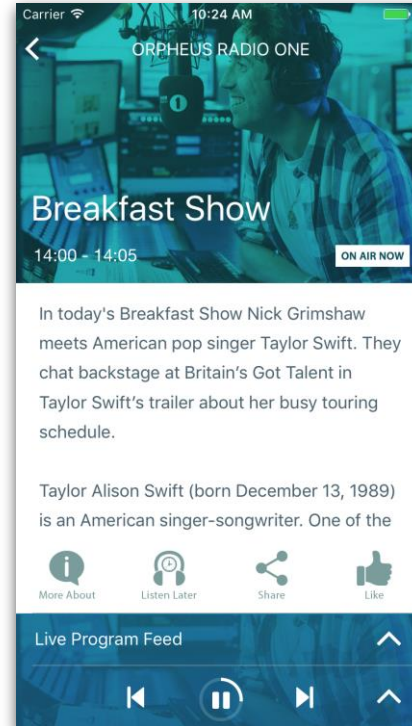 Carrier 10:24 AM
ORPHEUS RADIO ONE
1
Breakfast Show
14:00 - 14:05
ON AIR NOW
In today's Breakfast Show Nick Grimshaw
meets American pop singer Taylor Swift. They
chat backstage at Britain’s Got Talent in
Taylor Swift’s trailer about her busy touring
schedule.
Taylor Alison Swift (born December 13, 1989)
is an American singer-songwriter. One of the
More About Listen Later Share Like
Live Program Feed